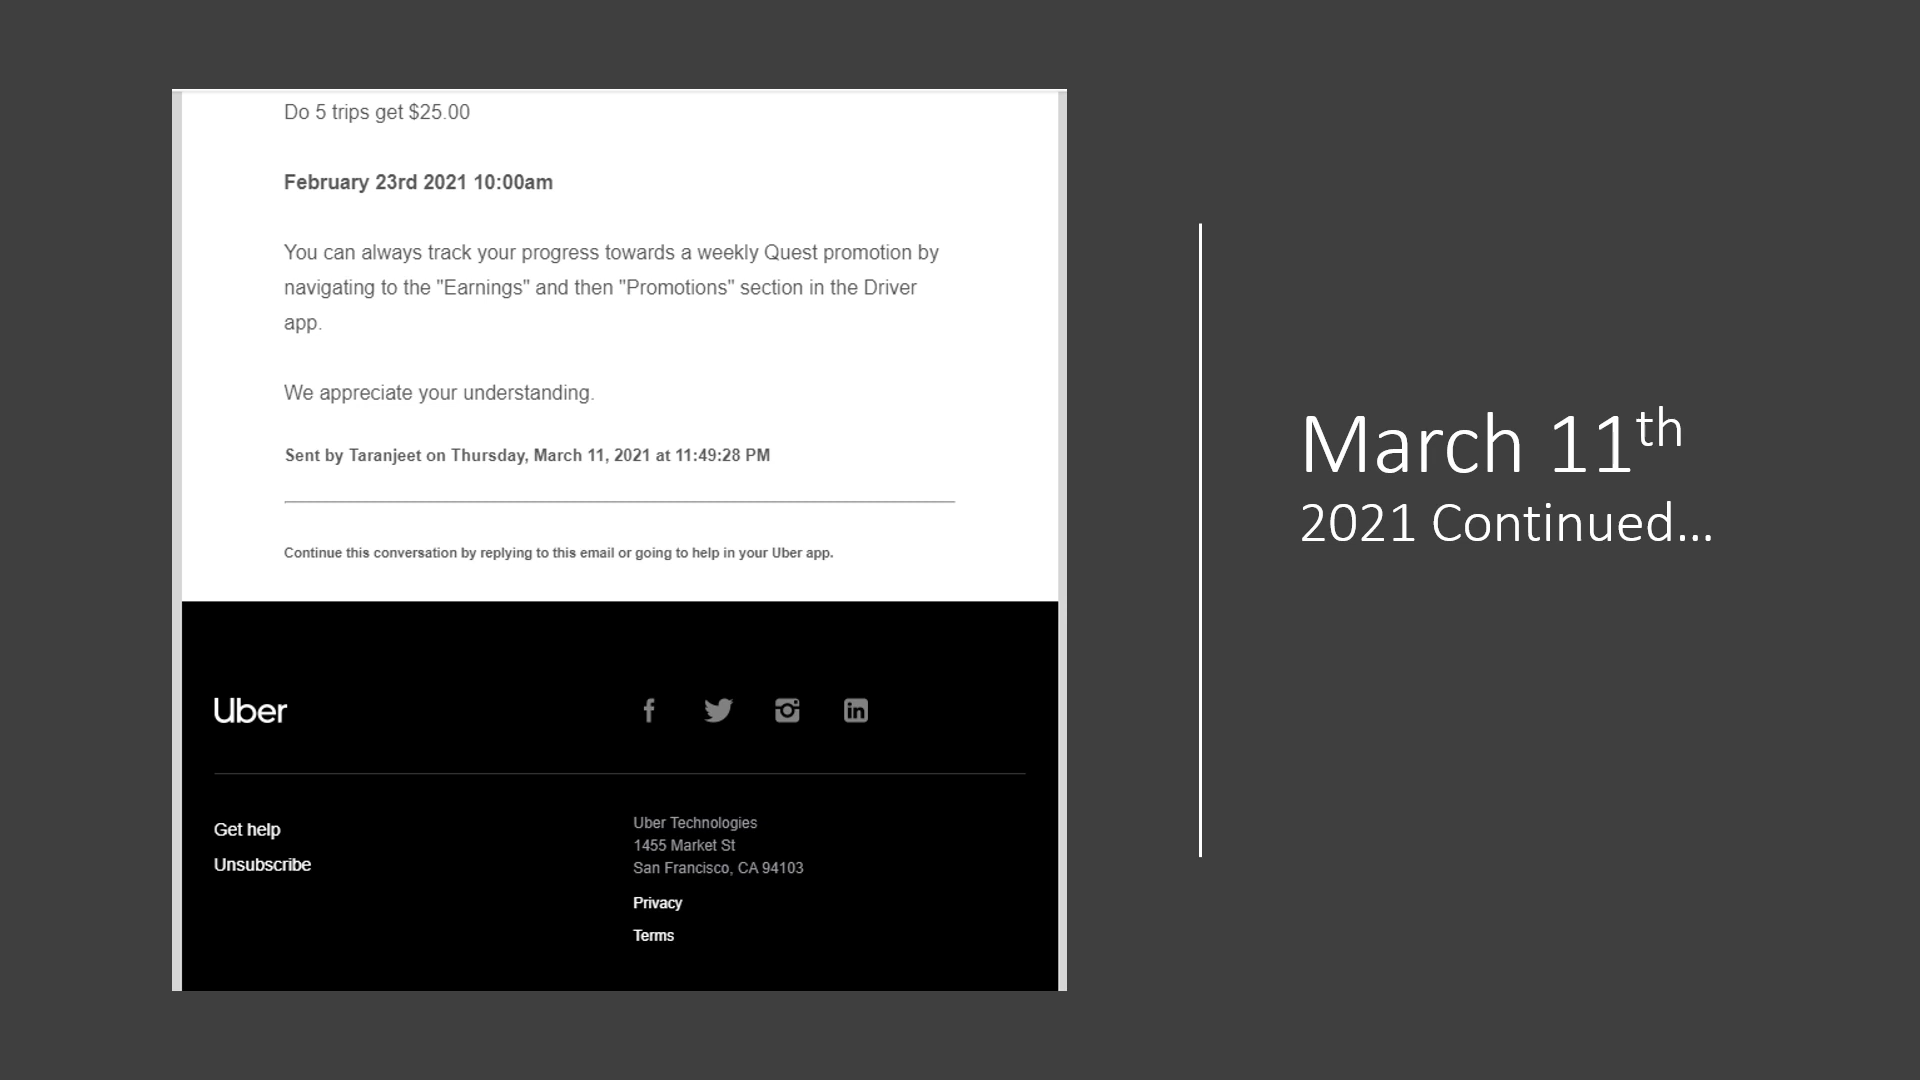 Do 5 trips get $25.00
February 23rd 2021 10:00am
You can always track your progress towards a weekly Quest promotion by
navigating to the "Earnings" and then "Promotions" section in the Driver
app.
We appreciate your understanding.
Sent by Taranjeet on Thursday, March 11, 2021 at 11:49:28 PM
Continue this conversation by replying to this email or going to help in your Uber app.
Uber
Get help
Unsubscribe
Uber Technologies
1455 Market St
San Francisco, CA 94103
Privacy
Terms
March 11th
2021 Continued...